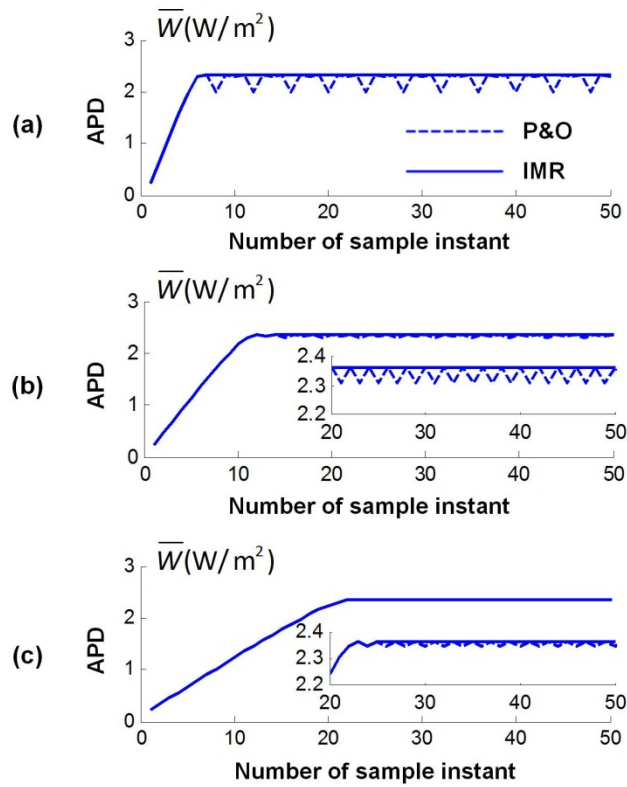 W(W/m²)
3
2
1
0
APD
(a)
P&O
IMR
0 10 20 30 40 50
Number of sample instant
W(W/m²)
3
2
1
0
APD
(b)
2.4
2.3
2.2
20 30 40 50
0 10 20 30 40 50
Number of sample instant
W(W/m²)
3
2
1
0
APD
(c)
2.4
2.3
2.2
20 30 40 50
0 10 20 30 40 50
Number of sample instant